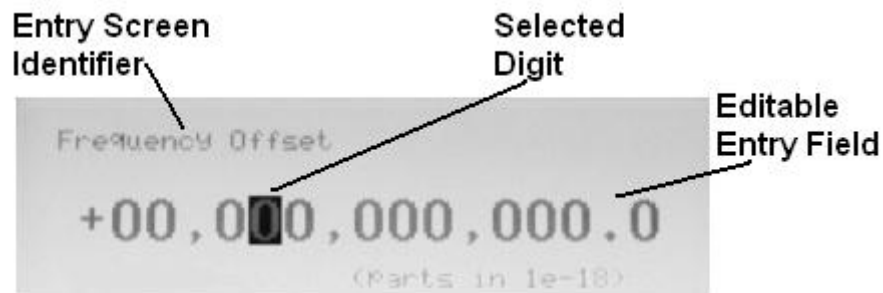 Entry Screen
Identifier
Selected
Digit
Editable
Entry Field
Frequency Offset
+00,000,000,000.0
(Parts in 1e-18)